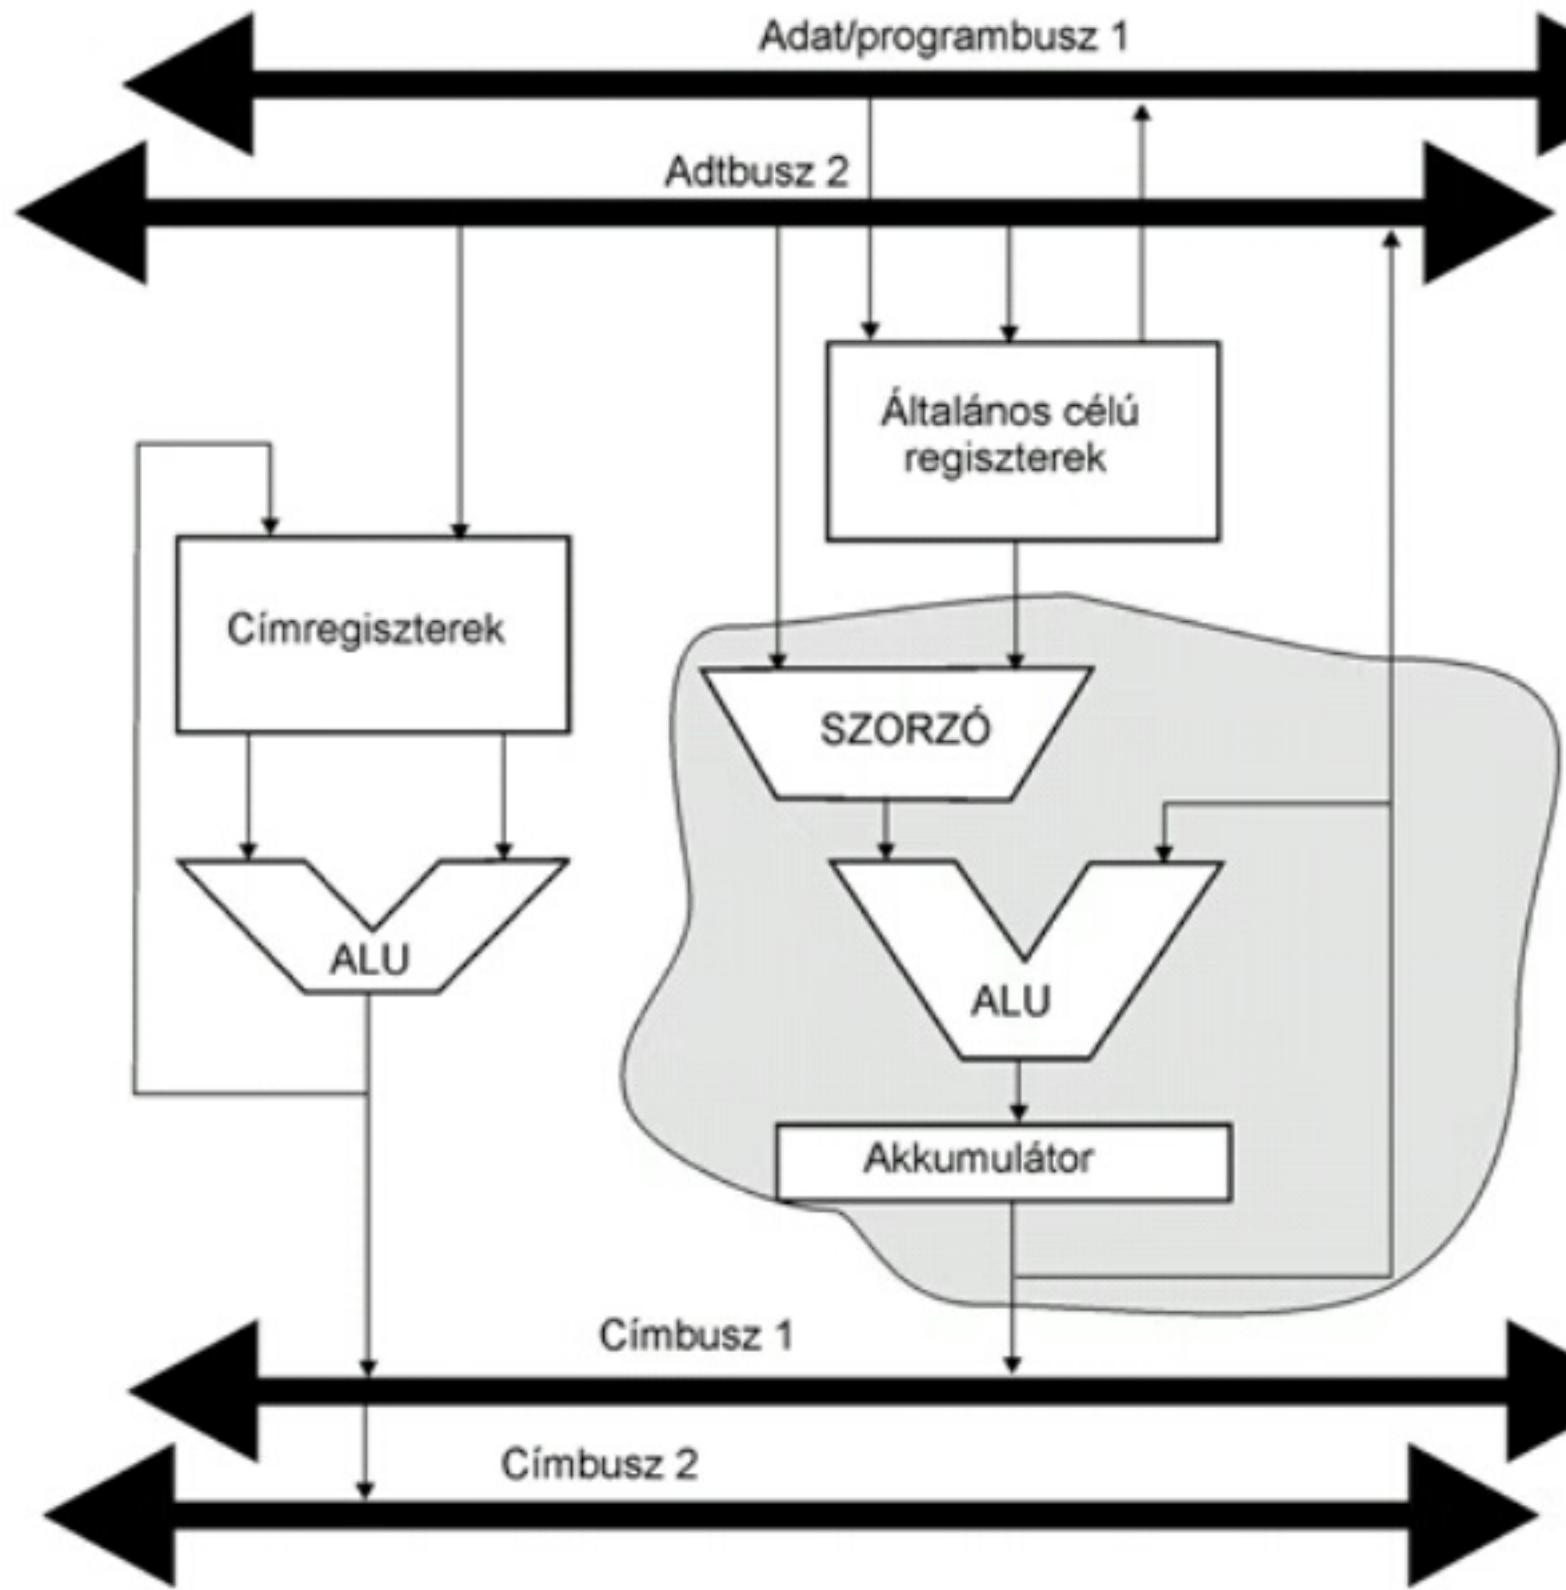 Adat/programbusz 1
Adtbusz 2
Általános célú
regiszterek
Címregiszterek
SZORZÓ
ALU
ALU
Akkumulátor
Címbusz 1
Címbusz 2